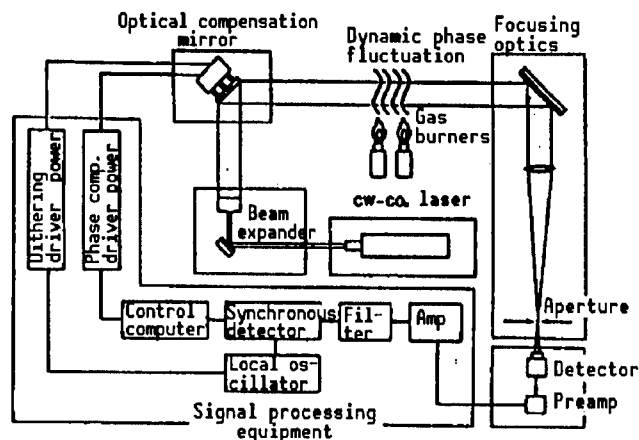 Optical compensation
mirror
Dynamic phase
fluctuation
Focusing
optics
Gas
burners
Dithering
driver power
Phase comp.
driver power
Beam
expander
cw-co. laser
Aperture
Control
computer
Synchronous
detector
Fil-
ter
Amp
Local os-
cillator
Detector
Preamp
Signal processing
equipment